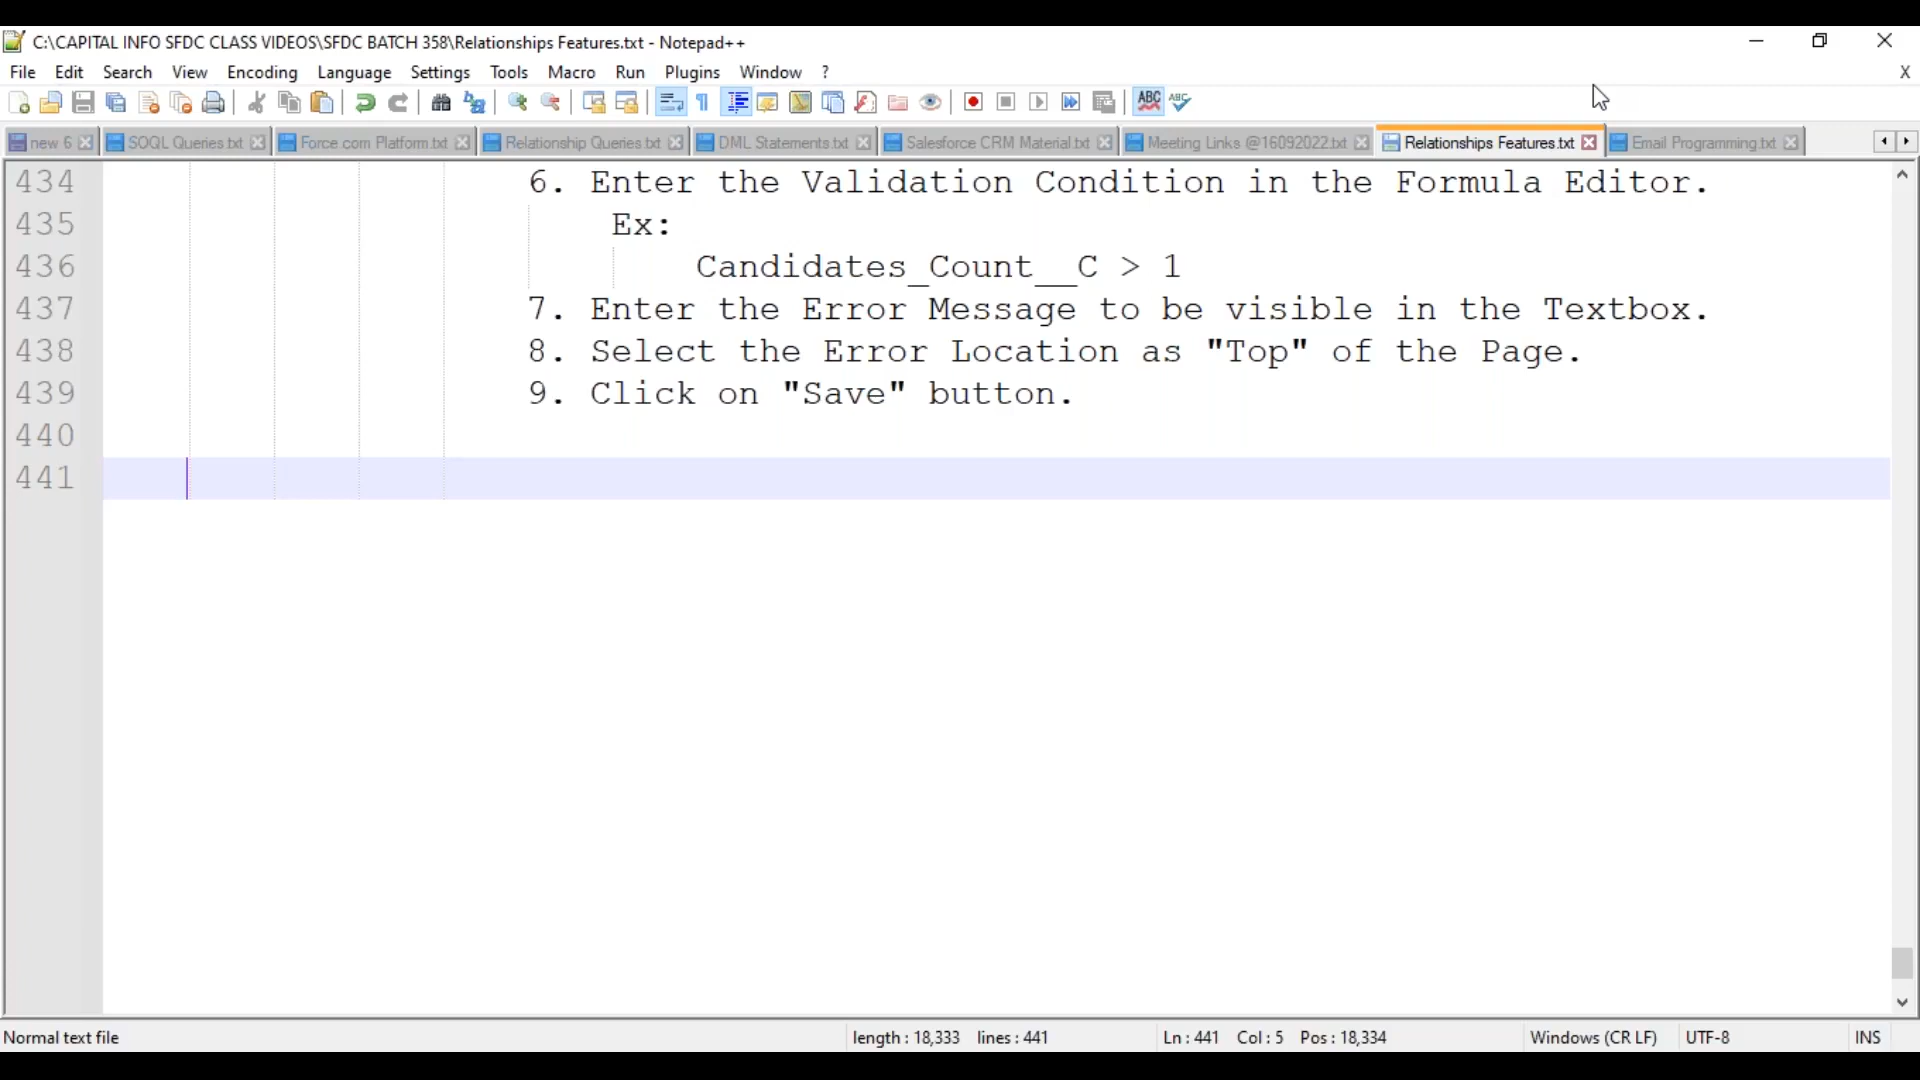 C:\CAPITAL INFO SFDC CLASS VIDEOS\SFDC BATCH 358\Relationships Features.txt - Notepad++
File Edit Search View Encoding Language Settings Tools Macro Run Plugins Window ? X
ABC ABC
new 6 SOQL Queries.txt Force com Platform.txt Relationship Queries.txt DML Statements.txt Salesforce CRM Material.txt Meeting Links @16092022.txt Relationships Features.txt Email Programming.txt
434 6. Enter the Validation Condition in the Formula Editor.
435 Ex:
436 Candidates_Count__C > 1
437 7. Enter the Error Message to be visible in the Textbox.
438 8. Select the Error Location as "Top" of the Page.
439 9. Click on "Save" button.
440
441
Normal text file length : 18,333 lines : 441 Ln : 441 Col : 5 Pos : 18,334 Windows (CR LF) UTF-8 INS